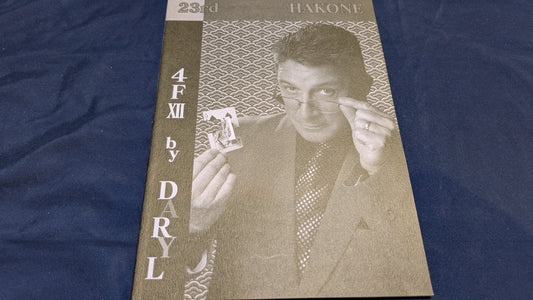 23rd HAKONE
4F XII by DARYL